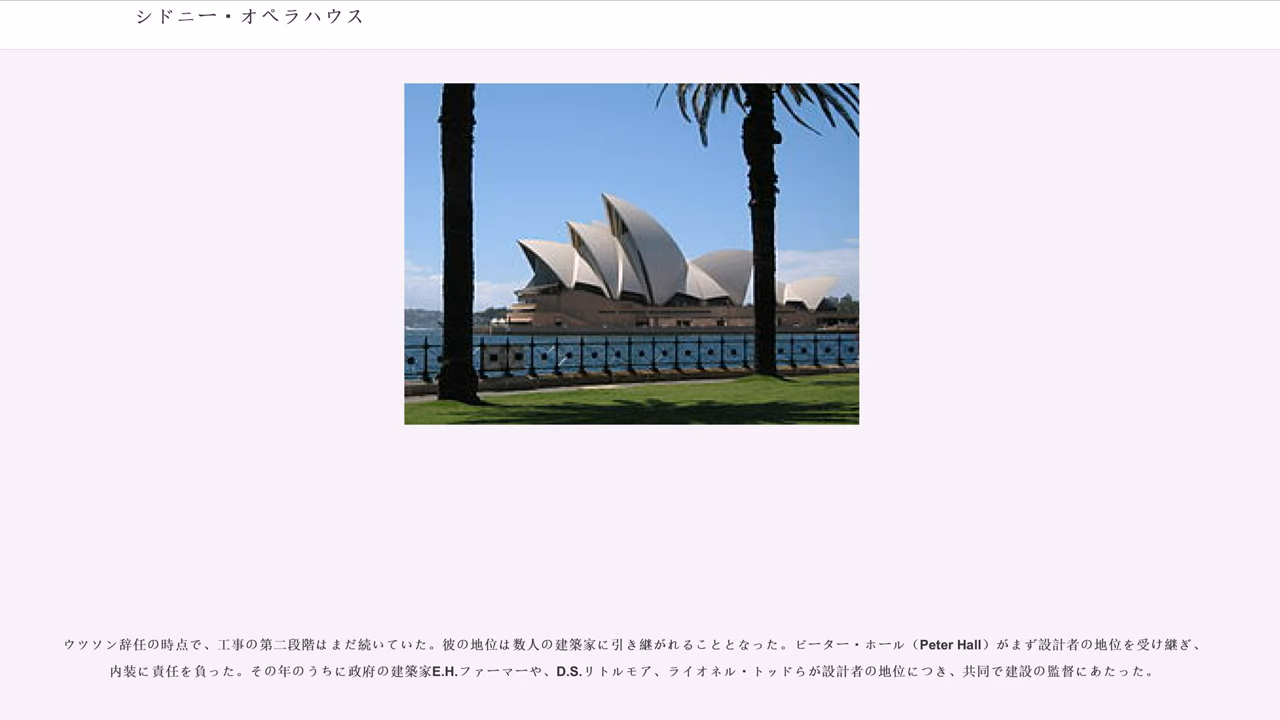 シドニー・オペラハウス
ウツソン辞任の時点で、工事の第二段階はまだ続いていた。彼の地位は数人の建築家に引き継がれることとなった。ピーター・ホール（Peter Hall）がまず設計者の地位を受け継ぎ、
内装に責任を負った。その年のうちに政府の建築家E.H.ファーマーや、D.S.リトルモア、ライオネル・トッドらが設計者の地位につき、共同で建設の監督にあたった。